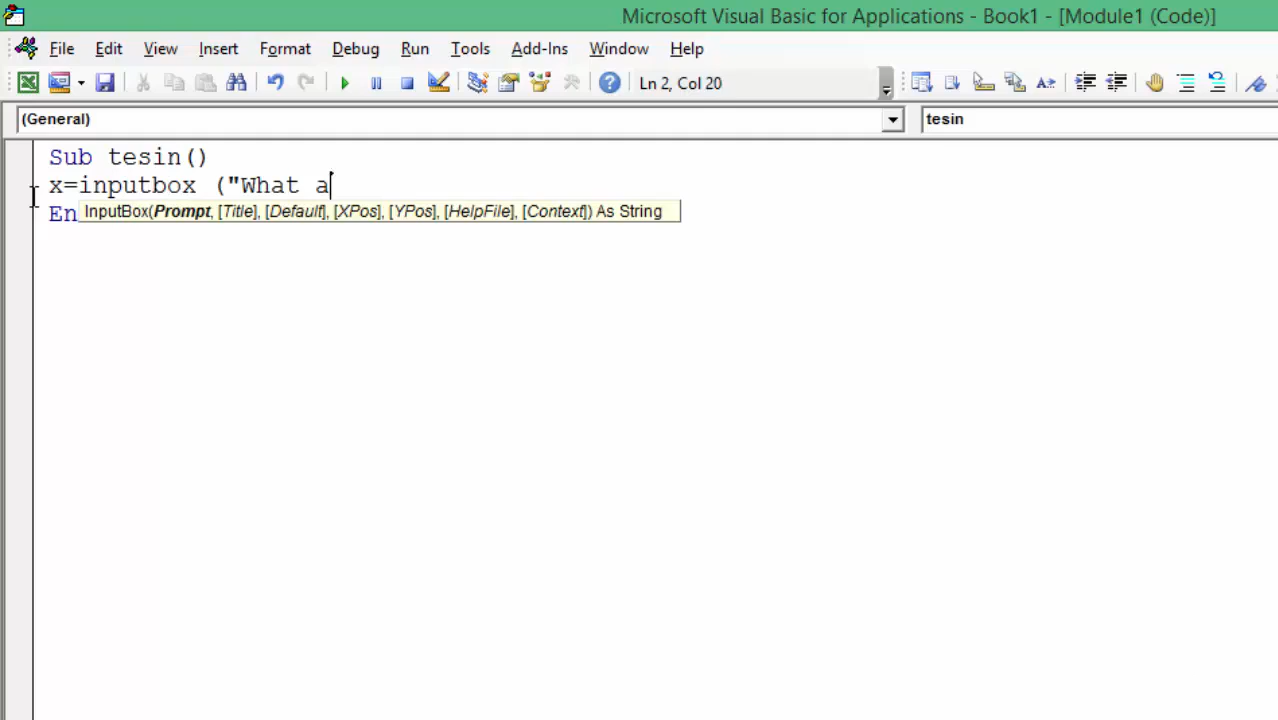 Microsoft Visual Basic for Applications - Book1 - [Module1 (Code)]
File Edit View Insert Format Debug Run Tools Add-Ins Window Help
Ln 2, Col 20
(General) tesin
Sub tesin()
x=inputbox ("What a
En
InputBox(Prompt, [Title], [Default], [XPos], [YPos], [HelpFile], [Context]) As String